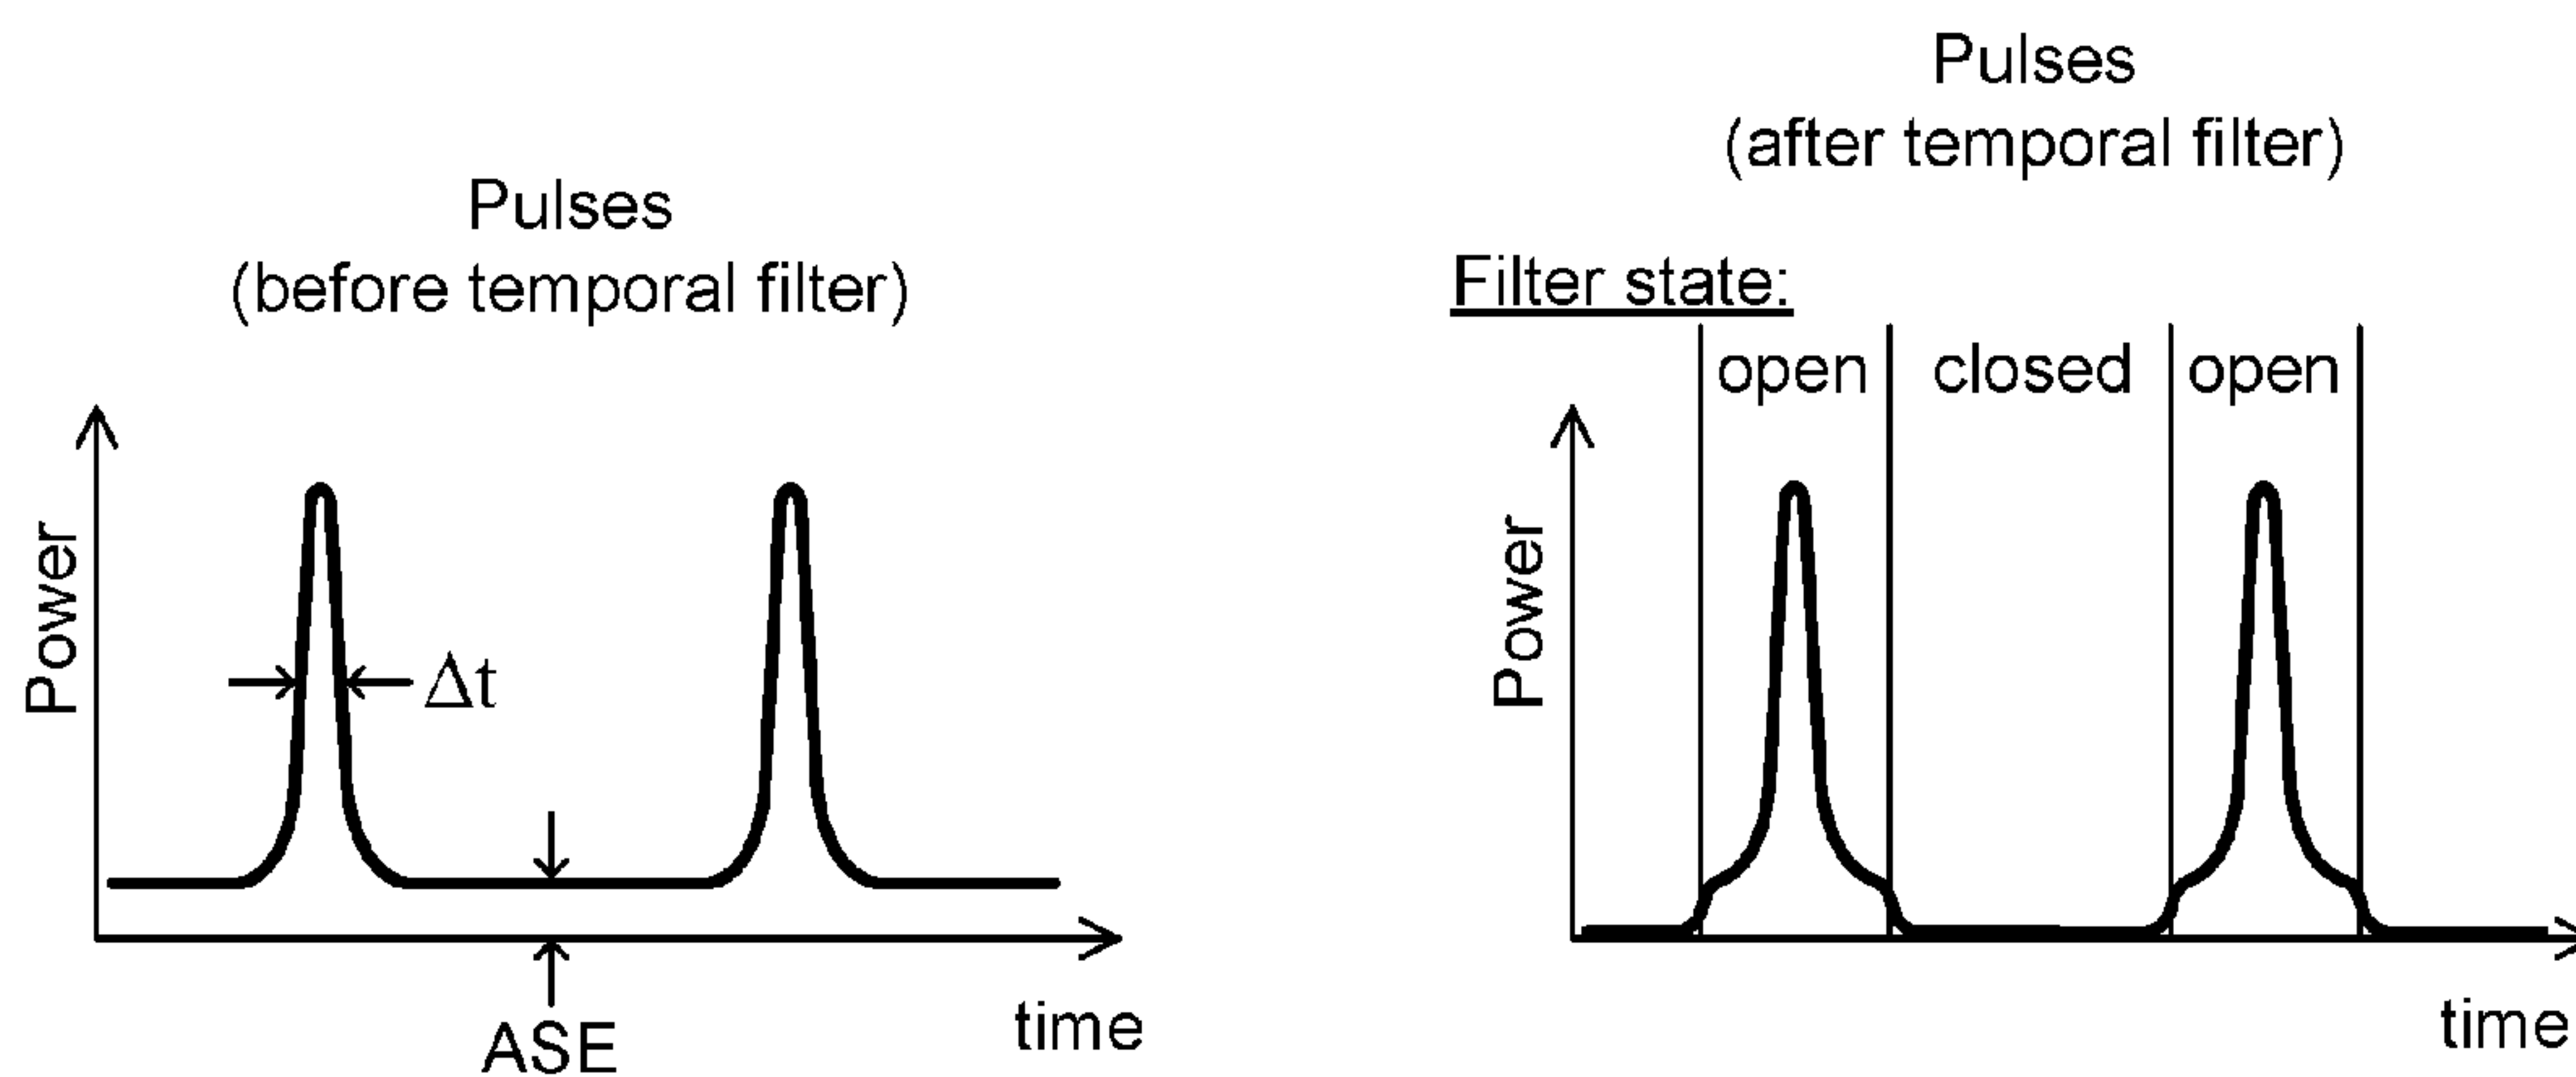 Pulses
(before temporal filter)
Power
Δt
ASE
time
Pulses
(after temporal filter)
Filter state:
open closed open
Power
time